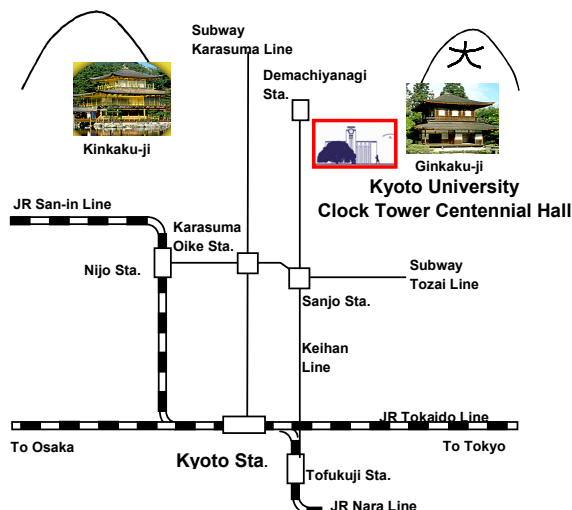 Subway
Karasuma Line
Demachiyanagi
Sta.
大
Kinkaku-ji
Ginkaku-ji
Kyoto University
Clock Tower Centennial Hall
JR San-in Line
Karasuma
Oike Sta.
Nijo Sta.
Subway
Tozai Line
Sanjo Sta.
Keihan
Line
JR Tokaido Line
To Osaka
To Tokyo
Kyoto Sta.
Tofukuji Sta.
JR Nara Line